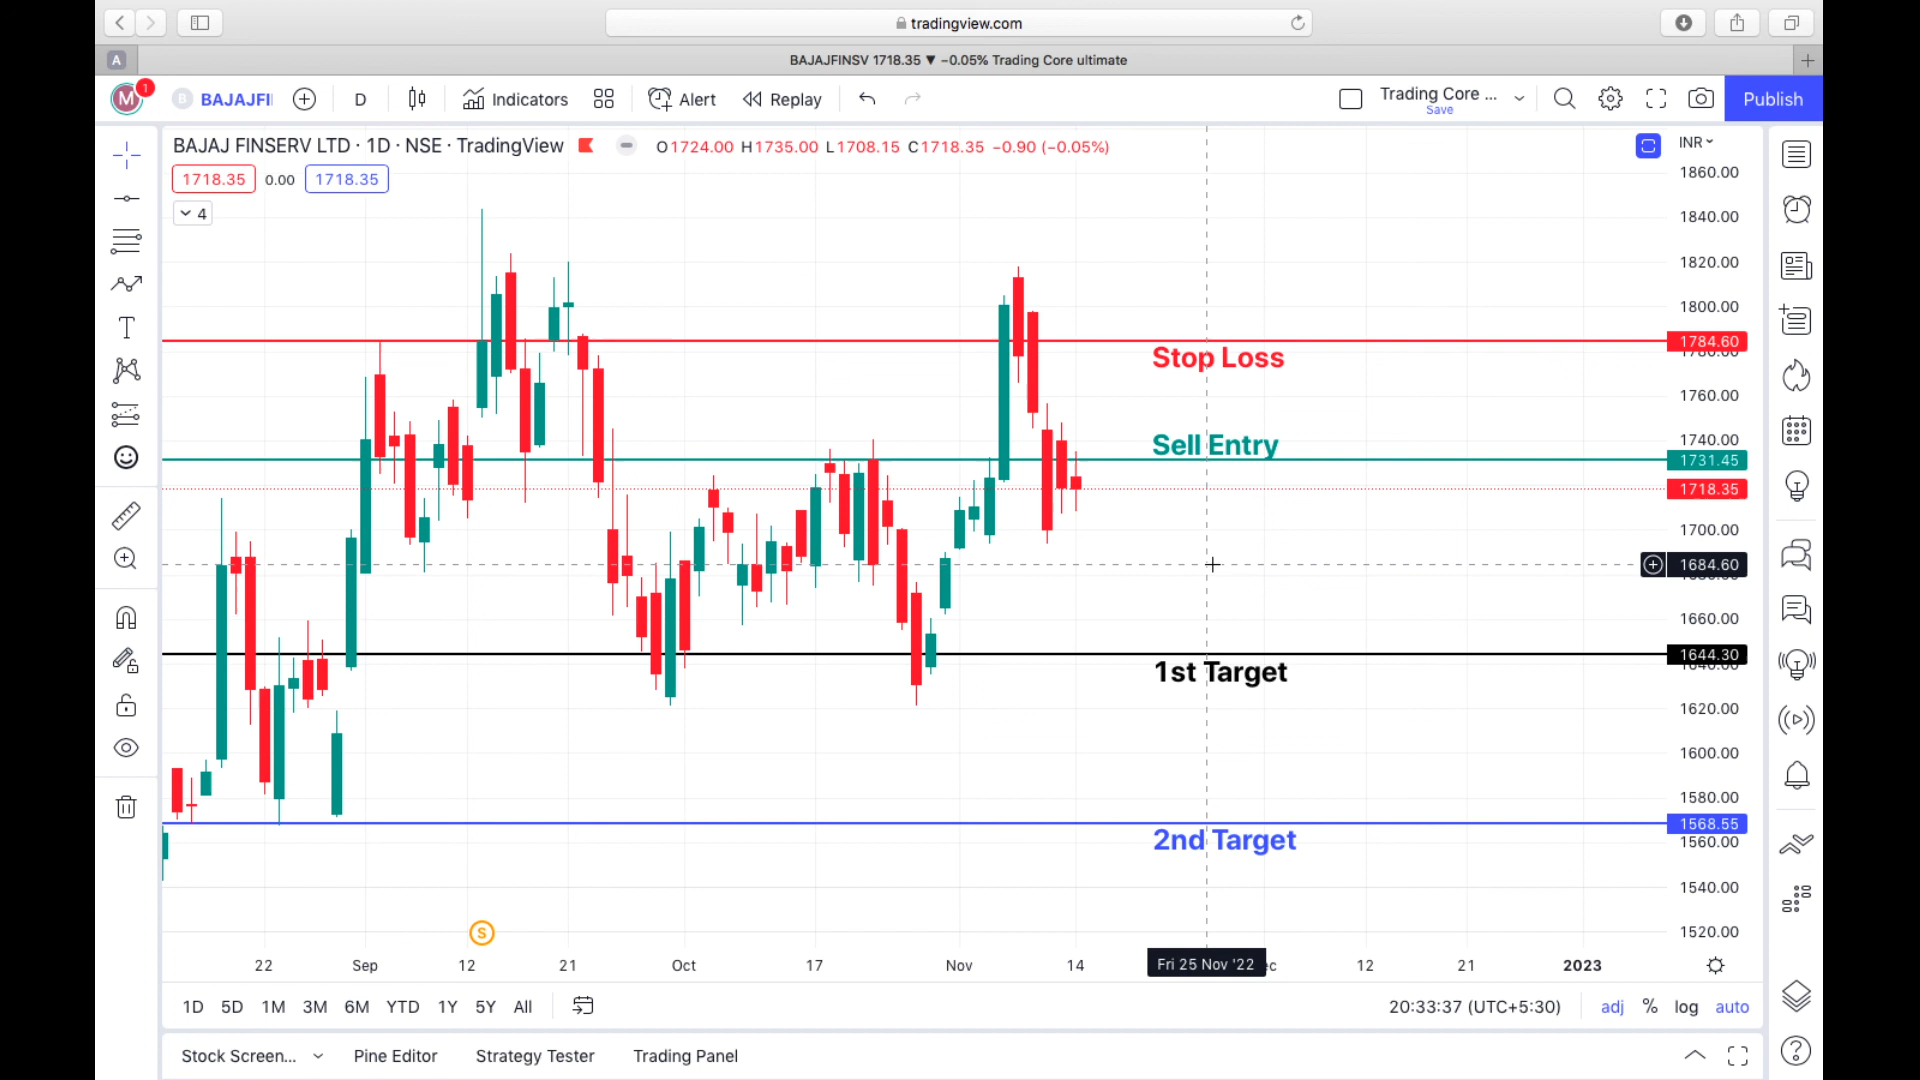 tradingview.com
A
BAJAJFINSV 1718.35 ▼ −0.05% Trading Core ultimate
M 1 B BAJAJFI D Indicators Alert Replay Trading Core ... Save Publish
BAJAJ FINSERV LTD · 1D · NSE · TradingView O1724.00 H1735.00 L1708.15 C1718.35 −0.90 (−0.05%)
INR
1718.35 0.00 1718.35
4
1860.00
1840.00
1820.00
1800.00
1784.60
1780.00
Stop Loss
1760.00
1740.00
Sell Entry
1731.45
1718.35
1700.00
1684.60
1660.00
1644.30
1st Target
1620.00
1600.00
1580.00
1568.55
2nd Target
1560.00
1540.00
1520.00
S
22 Sep 12 21 Oct 17 Nov 14 Fri 25 Nov '22 12 21 2023
1D 5D 1M 3M 6M YTD 1Y 5Y All 20:33:37 (UTC+5:30) adj % log auto
Stock Screen... Pine Editor Strategy Tester Trading Panel